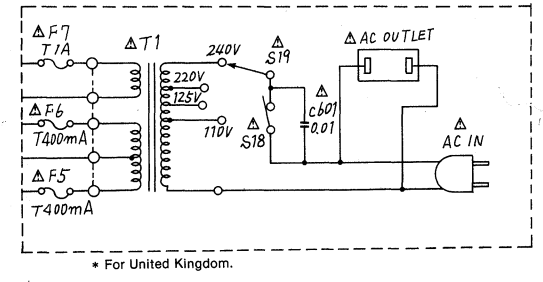 ⚠F7
T1A
⚠T1
240V
⚠
S19
⚠AC OUTLET
220V
125V
110V
⚠F6
T400mA
⚠
S18
⚠
C601
0.01
⚠
AC IN
⚠F5
T400mA
* For United Kingdom.